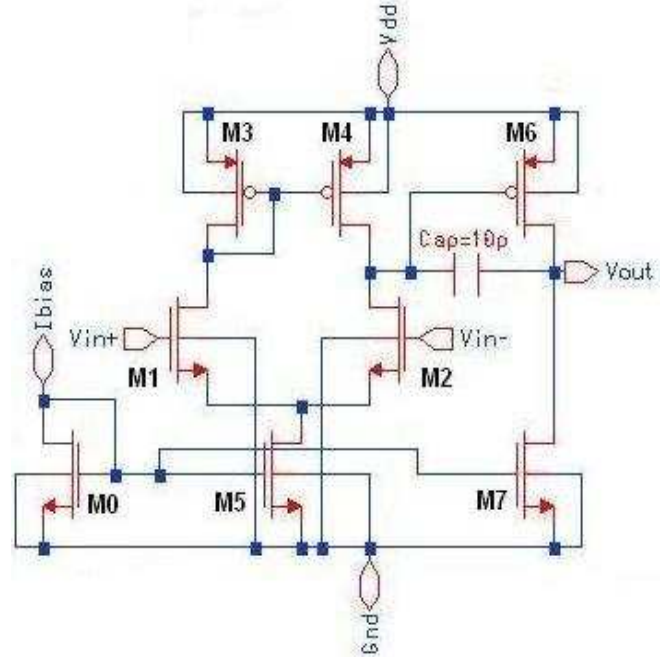 Vdd
M3
M4
M6
Cap=10p
Vout
Ibias
Vin+
Vin-
M1
M2
M0
M5
M7
Gnd